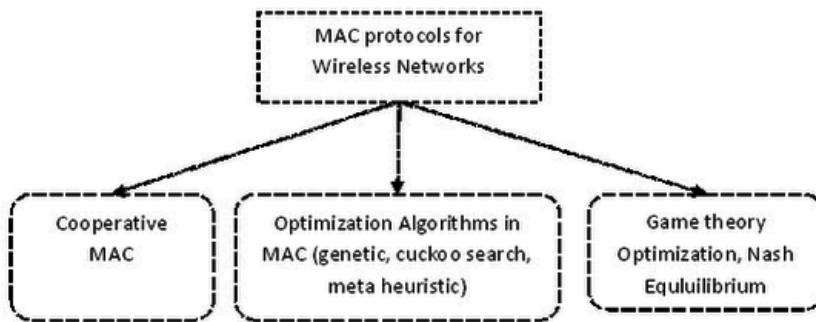 MAC protocols for
Wireless Networks
Cooperative
MAC
Optimization Algorithms in
MAC (genetic, cuckoo search,
meta heuristic)
Game theory
Optimization, Nash
Equluilibrium